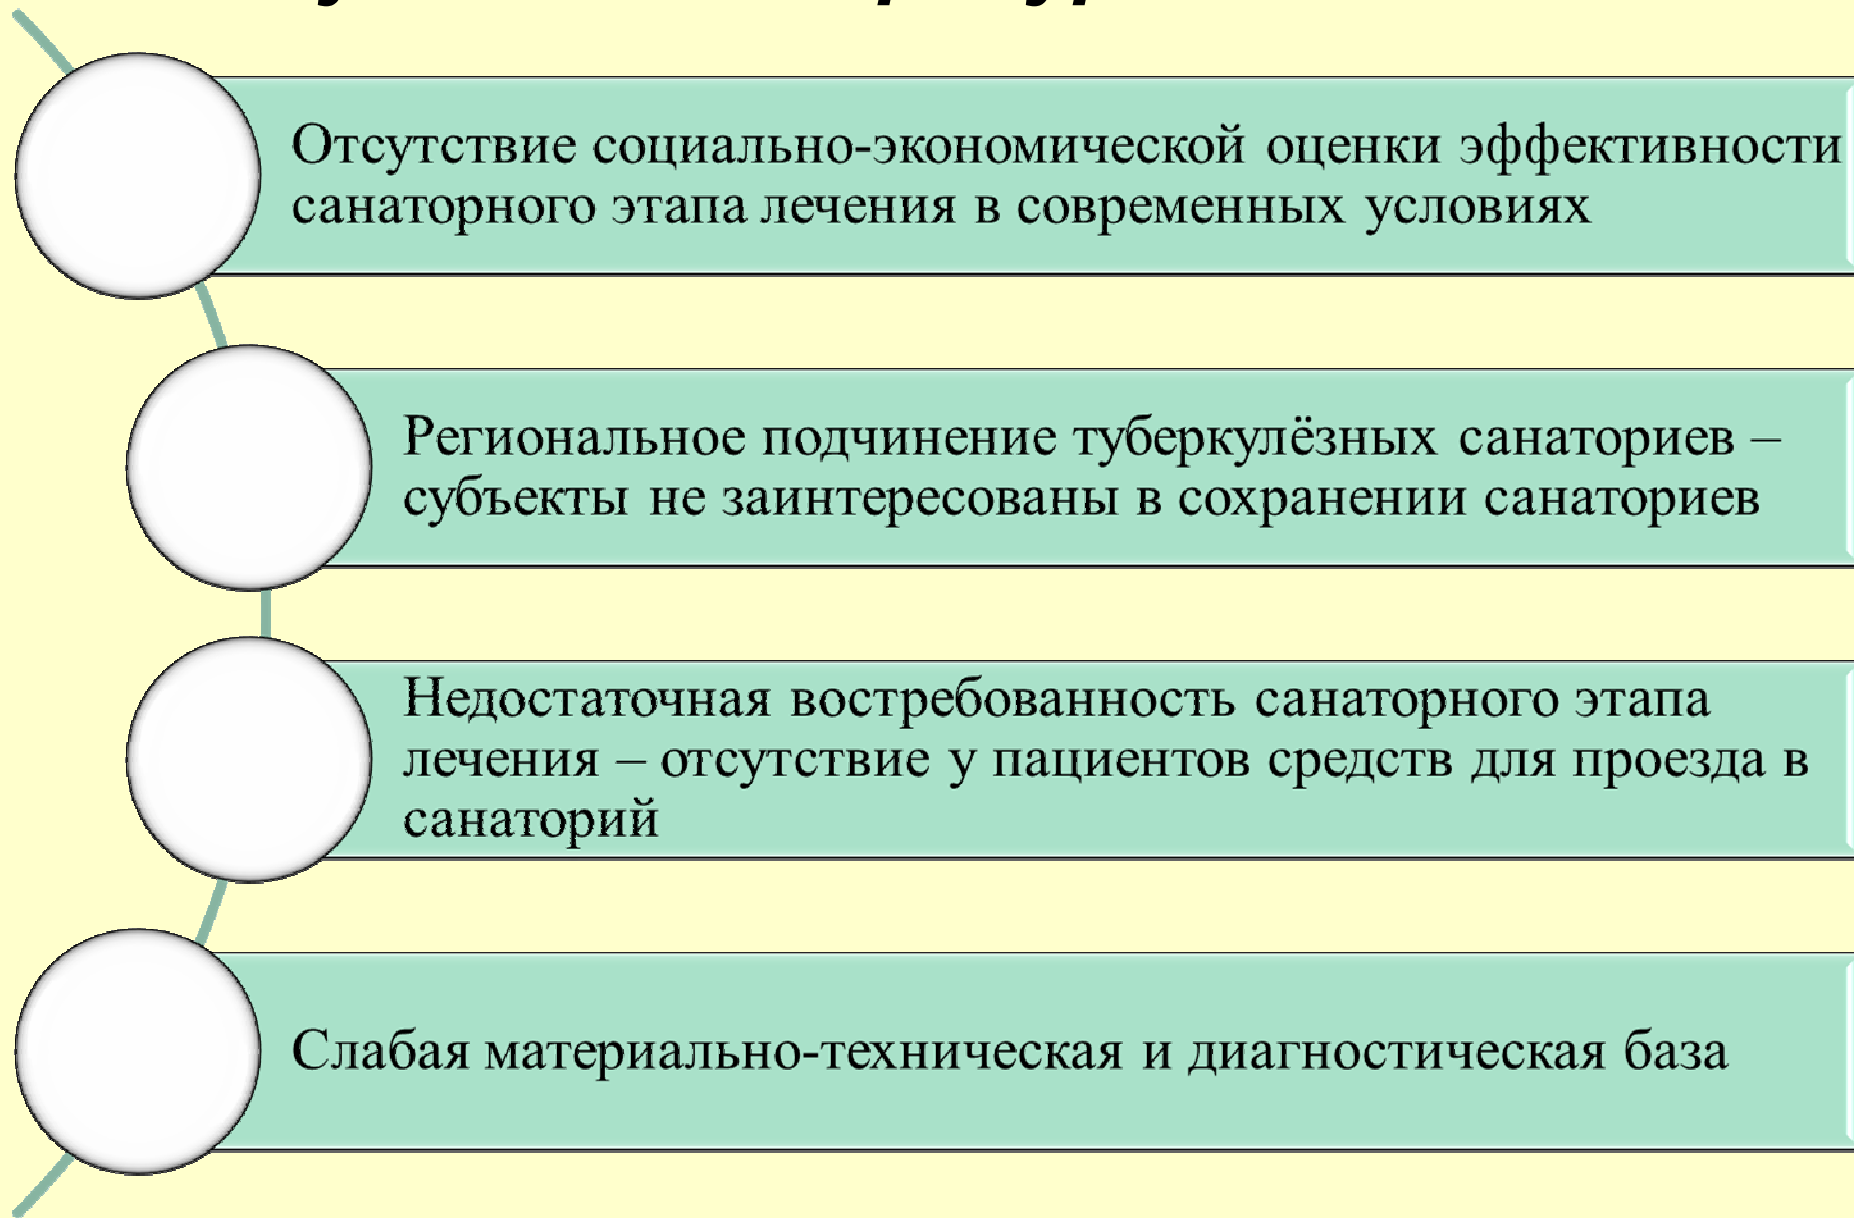 Отсутствие социально-экономической оценки эффективности
санаторного этапа лечения в современных условиях
Региональное подчинение туберкулёзных санаториев –
субъекты не заинтересованы в сохранении санаториев
Недостаточная востребованность санаторного этапа
лечения – отсутствие у пациентов средств для проезда в
санаторий
Слабая материально-техническая и диагностическая база